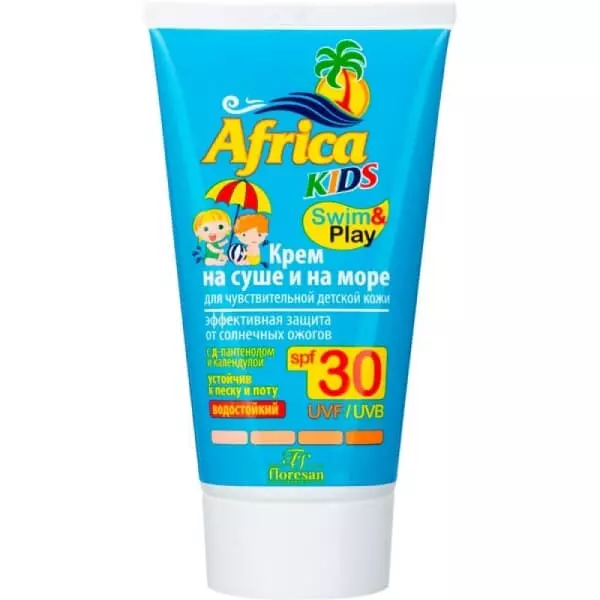 Africa
KIDS
Swim&
Play
Крем
на суше и на море
для чувствительной детской кожи
эффективная защита
от солнечных ожогов
с д-пантенолом
и календулой
устойчив
к песку и поту
водостойкий
spf 30
UVF/UVB
floresan